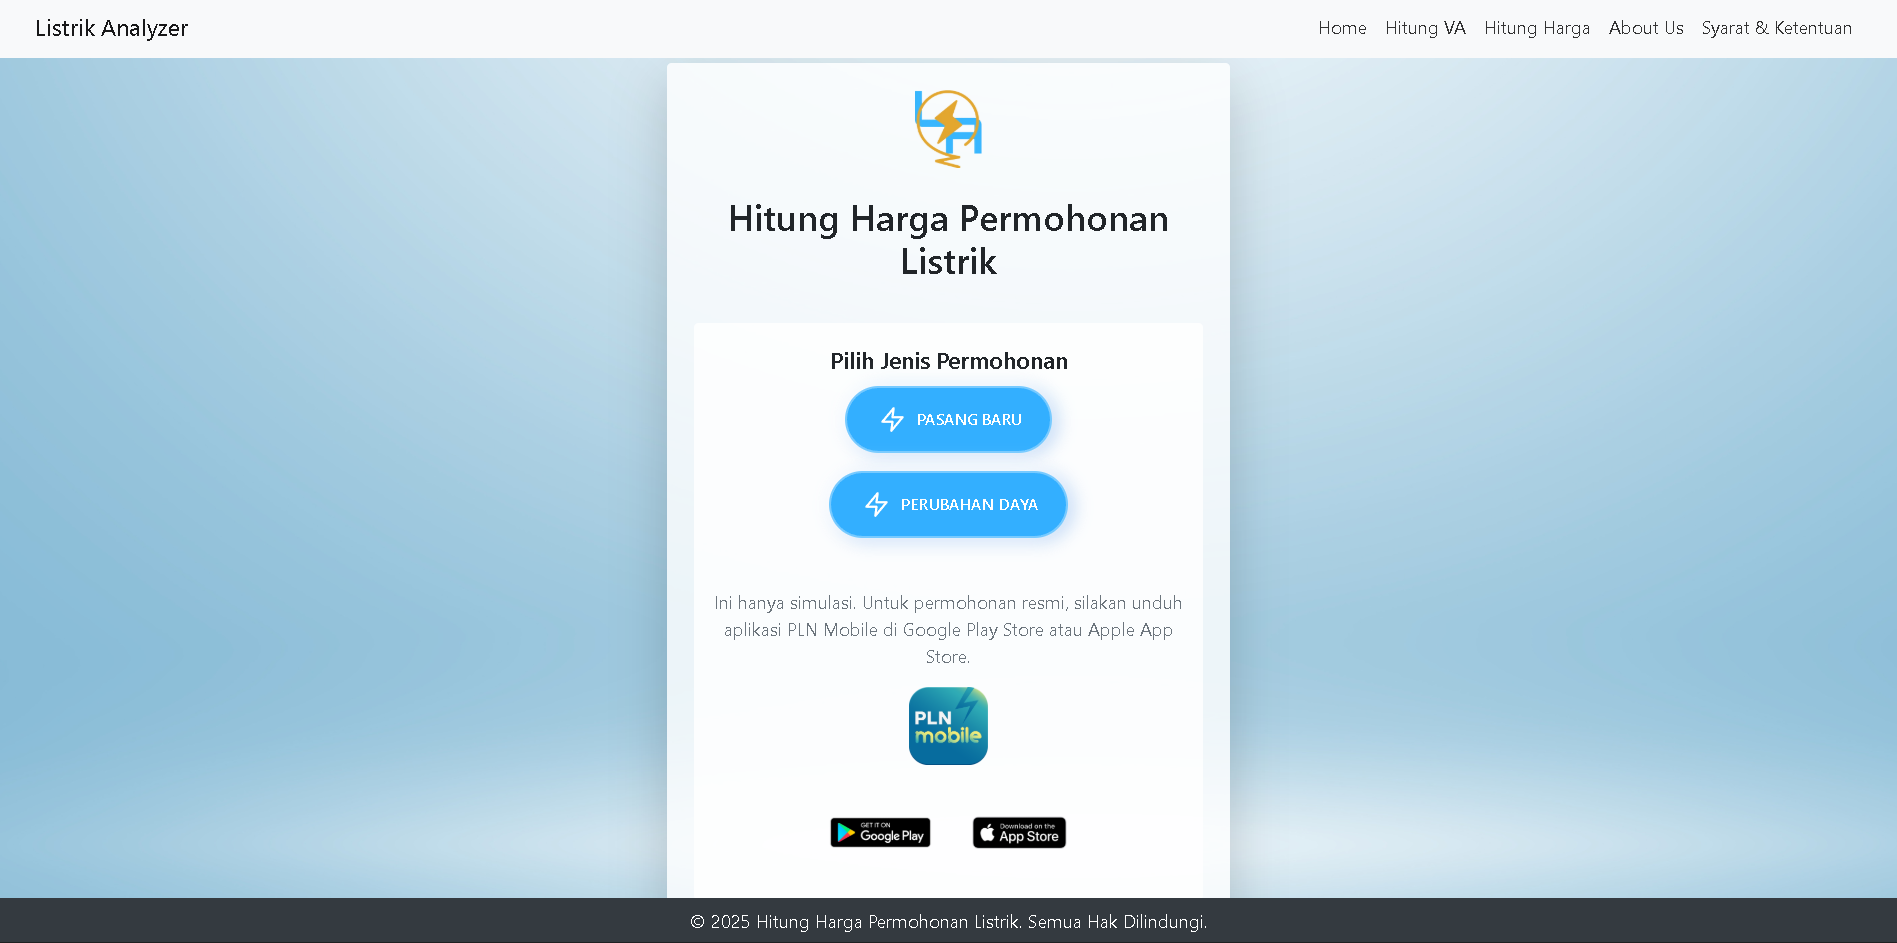 Listrik Analyzer
Home Hitung VA Hitung Harga About Us Syarat & Ketentuan
LA
Hitung Harga Permohonan
Listrik
Pilih Jenis Permohonan
PASANG BARU
PERUBAHAN DAYA
Ini hanya simulasi. Untuk permohonan resmi, silakan unduh
aplikasi PLN Mobile di Google Play Store atau Apple App
Store.
PLN
mobile
GET IT ON
Google Play
Download on the
App Store
© 2025 Hitung Harga Permohonan Listrik. Semua Hak Dilindungi.